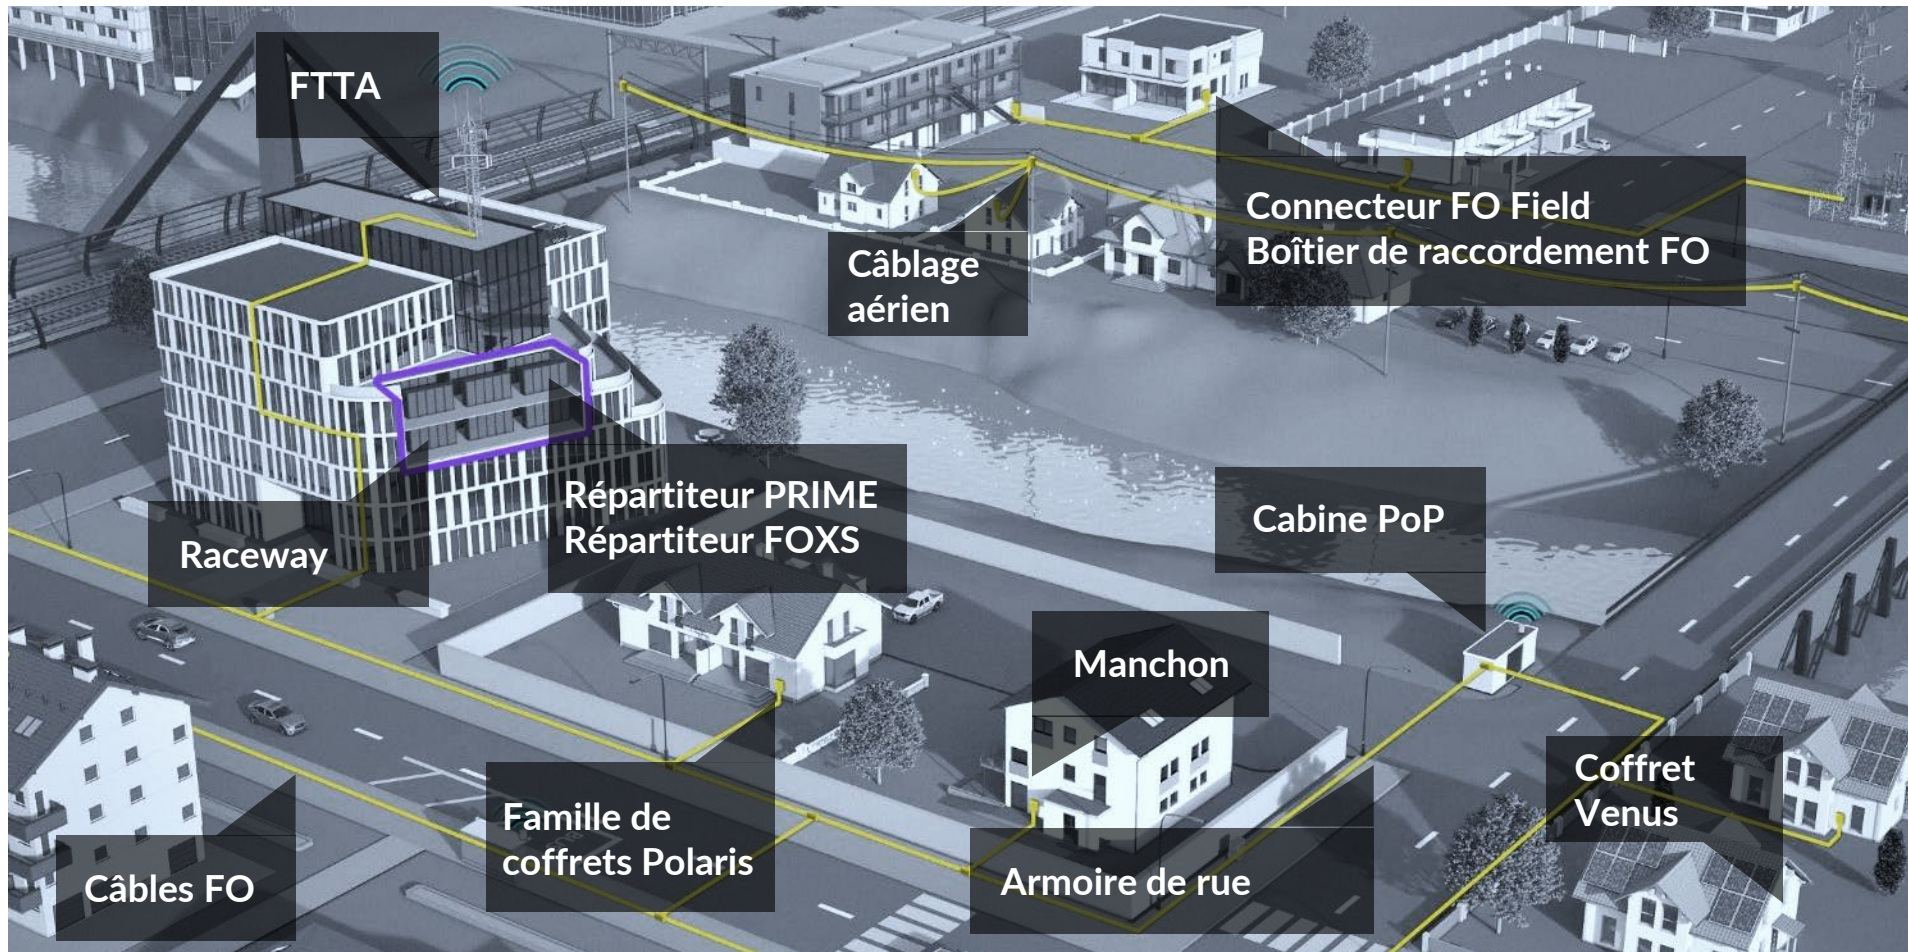 FTTA
Connecteur FO Field
Boîtier de raccordement FO
Câblage
aérien
Répartiteur PRIME
Répartiteur FOXS
Raceway
Cabine PoP
Manchon
Coffret
Venus
Famille de
coffrets Polaris
Armoire de rue
Câbles FO